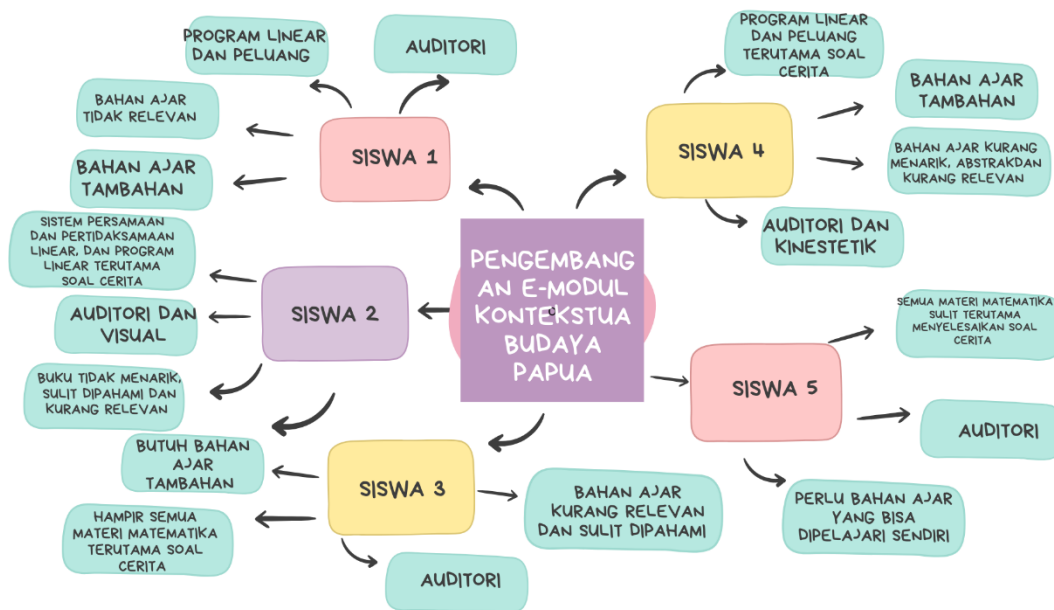 PROGRAM LINEAR
DAN PELUANG
AUDITORI
BAHAN AJAR
TIDAK RELEVAN
SISWA 1
BAHAN AJAR
TAMBAHAN
PROGRAM LINEAR
DAN PELUANG
TERUTAMA SOAL
CERITA
BAHAN AJAR
TAMBAHAN
SISWA 4
BAHAN AJAR KURANG
MENARIK, ABSTRAKDAN
KURANG RELEVAN
AUDITORI DAN
KINESTETIK
SISTEM PERSAMAAN
DAN PERTIDAKSAMAAN
LINEAR, DAN PROGRAM
LINEAR TERUTAMA
SOAL CERITA
SISWA 2
AUDITORI DAN
VISUAL
BUKU TIDAK MENARIK,
SULIT DIPAHAMI DAN
KURANG RELEVAN
PENGEMBANG
AN E-MODUL
KONTEKSTUA
BUDAYA
PAPUA
SEMUA MATERI MATEMATIKA
SULIT TERUTAMA
MENYELESAIKAN SOAL
CERITA
SISWA 5
AUDITORI
PERLU BAHAN AJAR
YANG BISA
DIPELAJARI SENDIRI
BUTUH BAHAN
AJAR
TAMBAHAN
SISWA 3
HAMPIR SEMUA
MATERI MATEMATIKA
TERUTAMA SOAL
CERITA
BAHAN AJAR
KURANG RELEVAN
DAN SULIT DIPAHAMI
AUDITORI